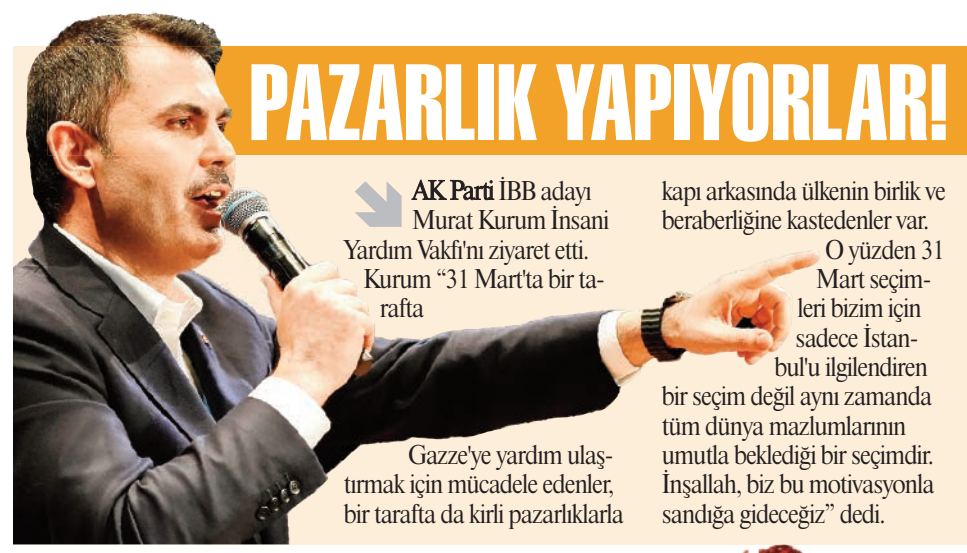 PAZARLIK YAPIYORLAR!
AK Parti İBB adayı
Murat Kurum İnsani
Yardım Vakfı'nı ziyaret etti.
Kurum “31 Mart'ta bir ta-
rafta
Gazze'ye yardım ulaş-
tırmak için mücadele edenler,
bir tarafta da kirli pazarlıklarla
kapı arkasında ülkenin birlik ve
beraberliğine kastedenler var.
O yüzden 31
Mart seçim-
leri bizim için
sadece İstan-
bul'u ilgilendiren
bir seçim değil aynı zamanda
tüm dünya mazlumlarının
umutla beklediği bir seçimdir.
İnşallah, biz bu motivasyonla
sandığa gideceğiz” dedi.